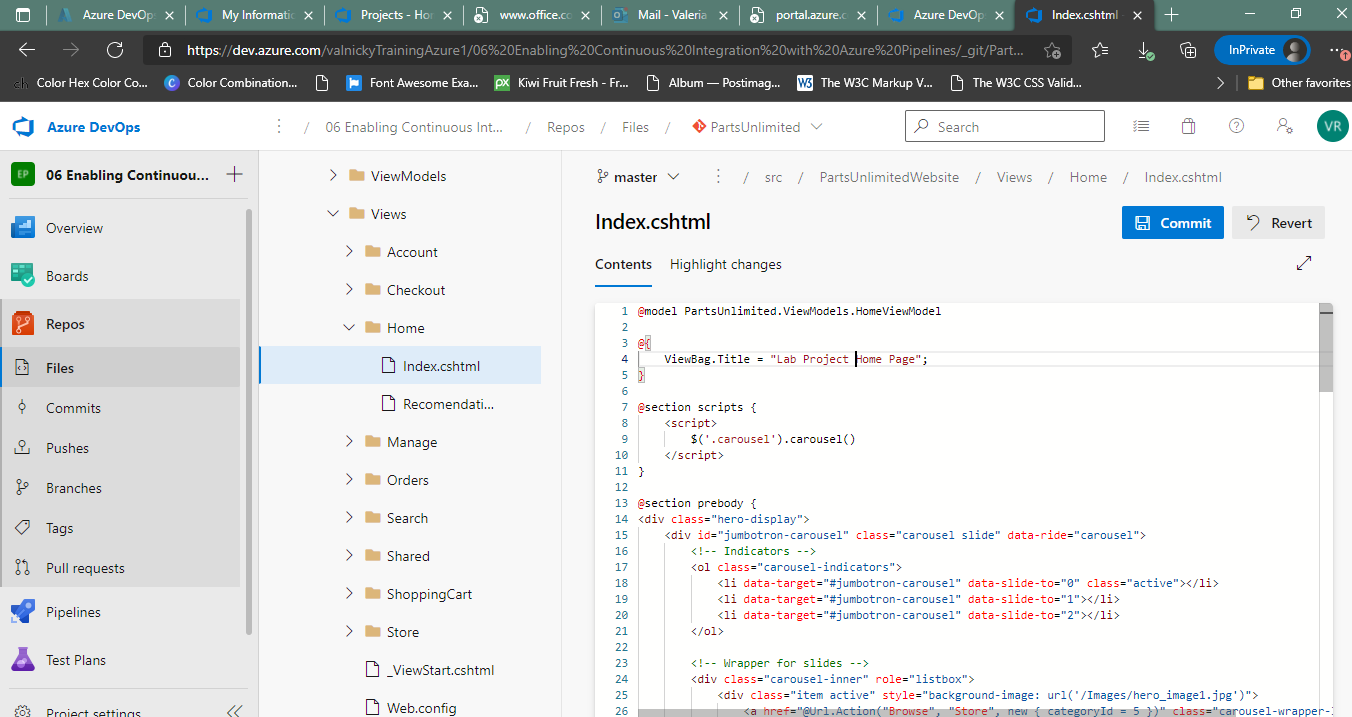 Azure DevOp
My Informatic
Projects - Hor
www.office.co
Mail - Valeria
portal.azure.c
Azure DevOp
Index.cshtml -
https://dev.azure.com/valnickyTrainingAzure1/06%20Enabling%20Continuous%20Integration%20with%20Azure%20Pipelines/_git/Part...
InPrivate
ch Color Hex Color Co...
C Color Combination...
Font Awesome Exa...
px Kiwi Fruit Fresh - Fr...
Album — Postimag...
W3 The W3C Markup V...
The W3C CSS Valid...
Other favorites
Azure DevOps
/ 06 Enabling Continuous Int... / Repos / Files / PartsUnlimited
Search
VR
EP 06 Enabling Continuou...
Overview
Boards
Repos
Files
Commits
Pushes
Branches
Tags
Pull requests
Pipelines
Test Plans
Project settings
ViewModels
Views
Account
Checkout
Home
Index.cshtml
Recomendati...
Manage
Orders
Search
Shared
ShoppingCart
Store
_ViewStart.cshtml
Web.config
master / src / PartsUnlimitedWebsite / Views / Home / Index.cshtml
Index.cshtml
Commit
Revert
Contents
Highlight changes
1 @model PartsUnlimited.ViewModels.HomeViewModel
2
3 @{
4 ViewBag.Title = "Lab Project Home Page";
5 }
6
7 @section scripts {
8 <script>
9 $('.carousel').carousel()
10 </script>
11 }
12
13 @section prebody {
14 <div class="hero-display">
15 <div id="jumbotron-carousel" class="carousel slide" data-ride="carousel">
16 <!-- Indicators -->
17 <ol class="carousel-indicators">
18 <li data-target="#jumbotron-carousel" data-slide-to="0" class="active"></li>
19 <li data-target="#jumbotron-carousel" data-slide-to="1"></li>
20 <li data-target="#jumbotron-carousel" data-slide-to="2"></li>
21 </ol>
22
23 <!-- Wrapper for slides -->
24 <div class="carousel-inner" role="listbox">
25 <div class="item active" style="background-image: url('/Images/hero_image1.jpg')">
26 <a href="@Url.Action("Browse", "Store", new { categoryId = 5 })" class="carousel-wrapper-